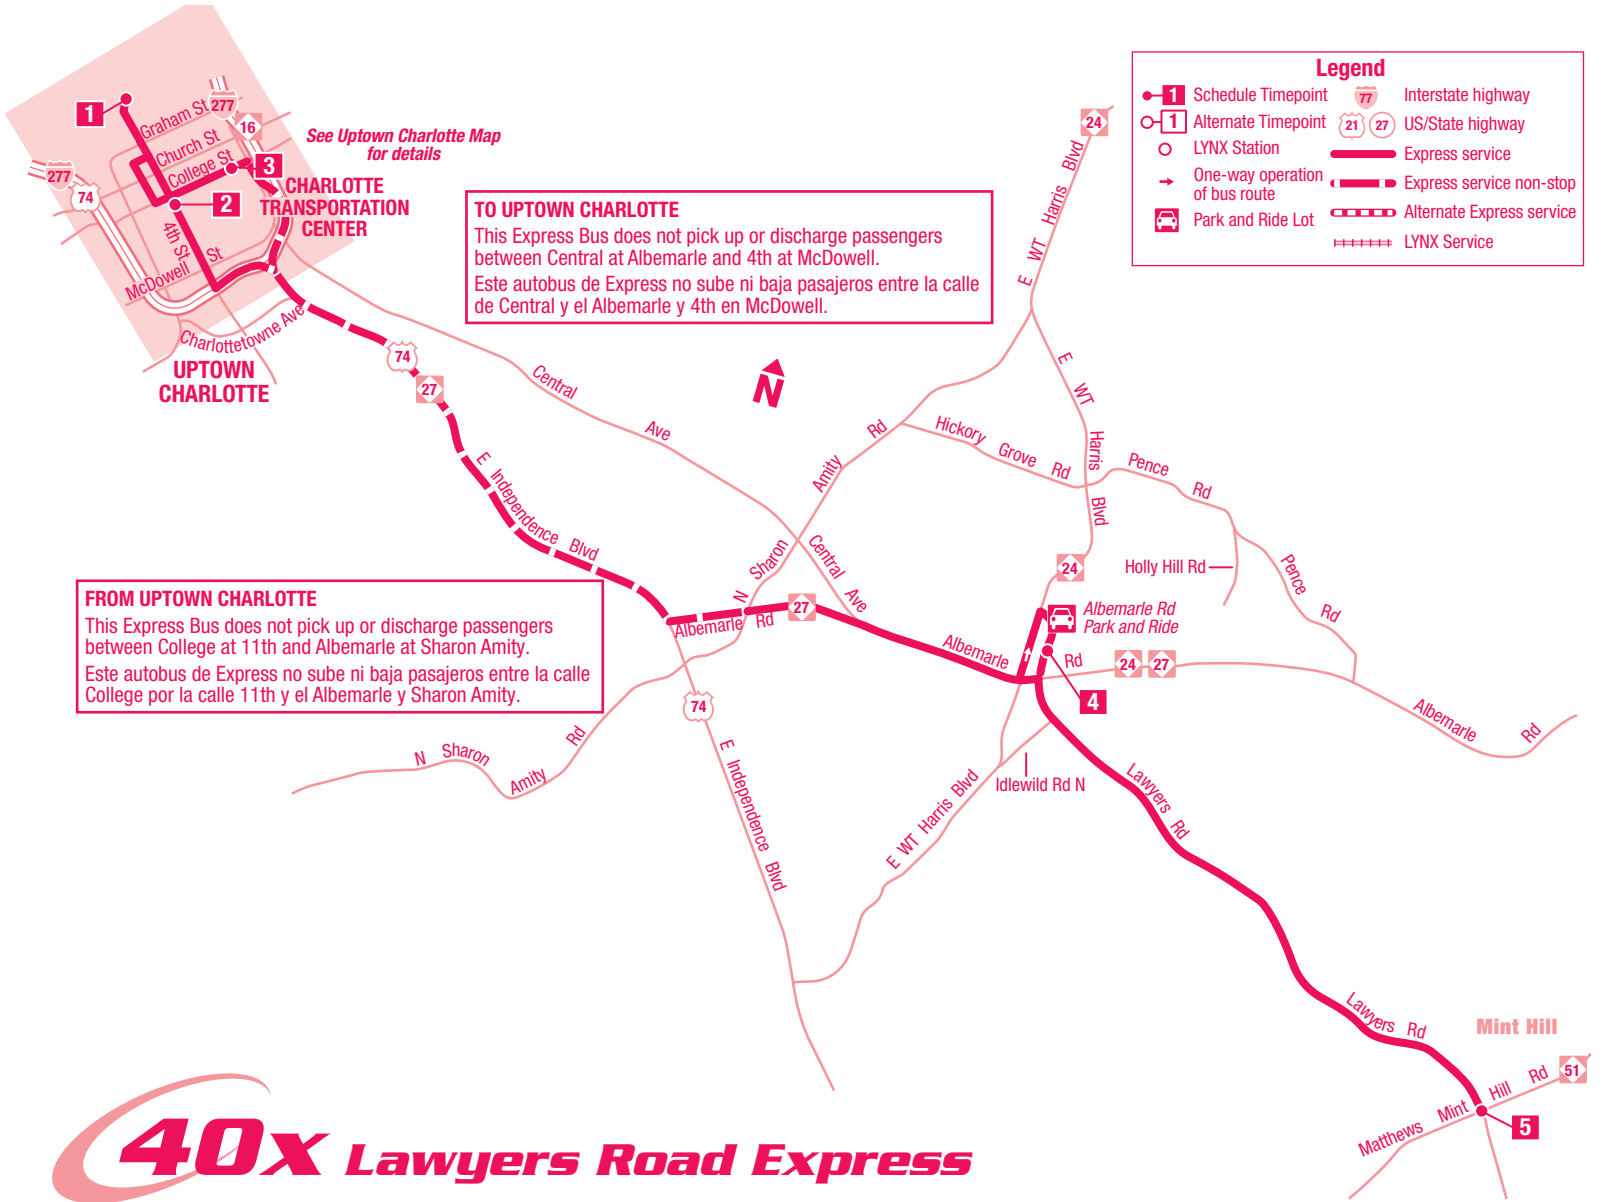 1
Graham St
277
16
Church St
College St
3
277
74
2
4th St
McDowell St
Charlottetowne Ave
UPTOWN
CHARLOTTE
See Uptown Charlotte Map
for details
CHARLOTTE
TRANSPORTATION
CENTER
TO UPTOWN CHARLOTTE
This Express Bus does not pick up or discharge passengers
between Central at Albemarle and 4th at McDowell.
Este autobus de Express no sube ni baja pasajeros entre la calle
de Central y el Albemarle y 4th en McDowell.
Legend
1 Schedule Timepoint
1 Alternate Timepoint
LYNX Station
One-way operation
of bus route
Park and Ride Lot
77 Interstate highway
21 27 US/State highway
Express service
Express service non-stop
Alternate Express service
LYNX Service
24
E WT Harris Blvd
E WT Harris Blvd
74
27
N
Central Ave
E Independence Blvd
Hickory Grove Rd
Pence Rd
N Sharon Amity Rd
Central Ave
24
Holly Hill Rd
Pence Rd
Albemarle Rd
Park and Ride
FROM UPTOWN CHARLOTTE
This Express Bus does not pick up or discharge passengers
between College at 11th and Albemarle at Sharon Amity.
Este autobus de Express no sube ni baja pasajeros entre la calle
College por la calle 11th y el Albemarle y Sharon Amity.
Albemarle Rd
27
Albemarle Rd
24
27
4
74
Albemarle Rd
N Sharon Amity Rd
E Independence Blvd
E WT Harris Blvd
Idlewild Rd N
Lawyers Rd
Lawyers Rd
Mint Hill
51
Matthews Mint Hill Rd
5
40x Lawyers Road Express